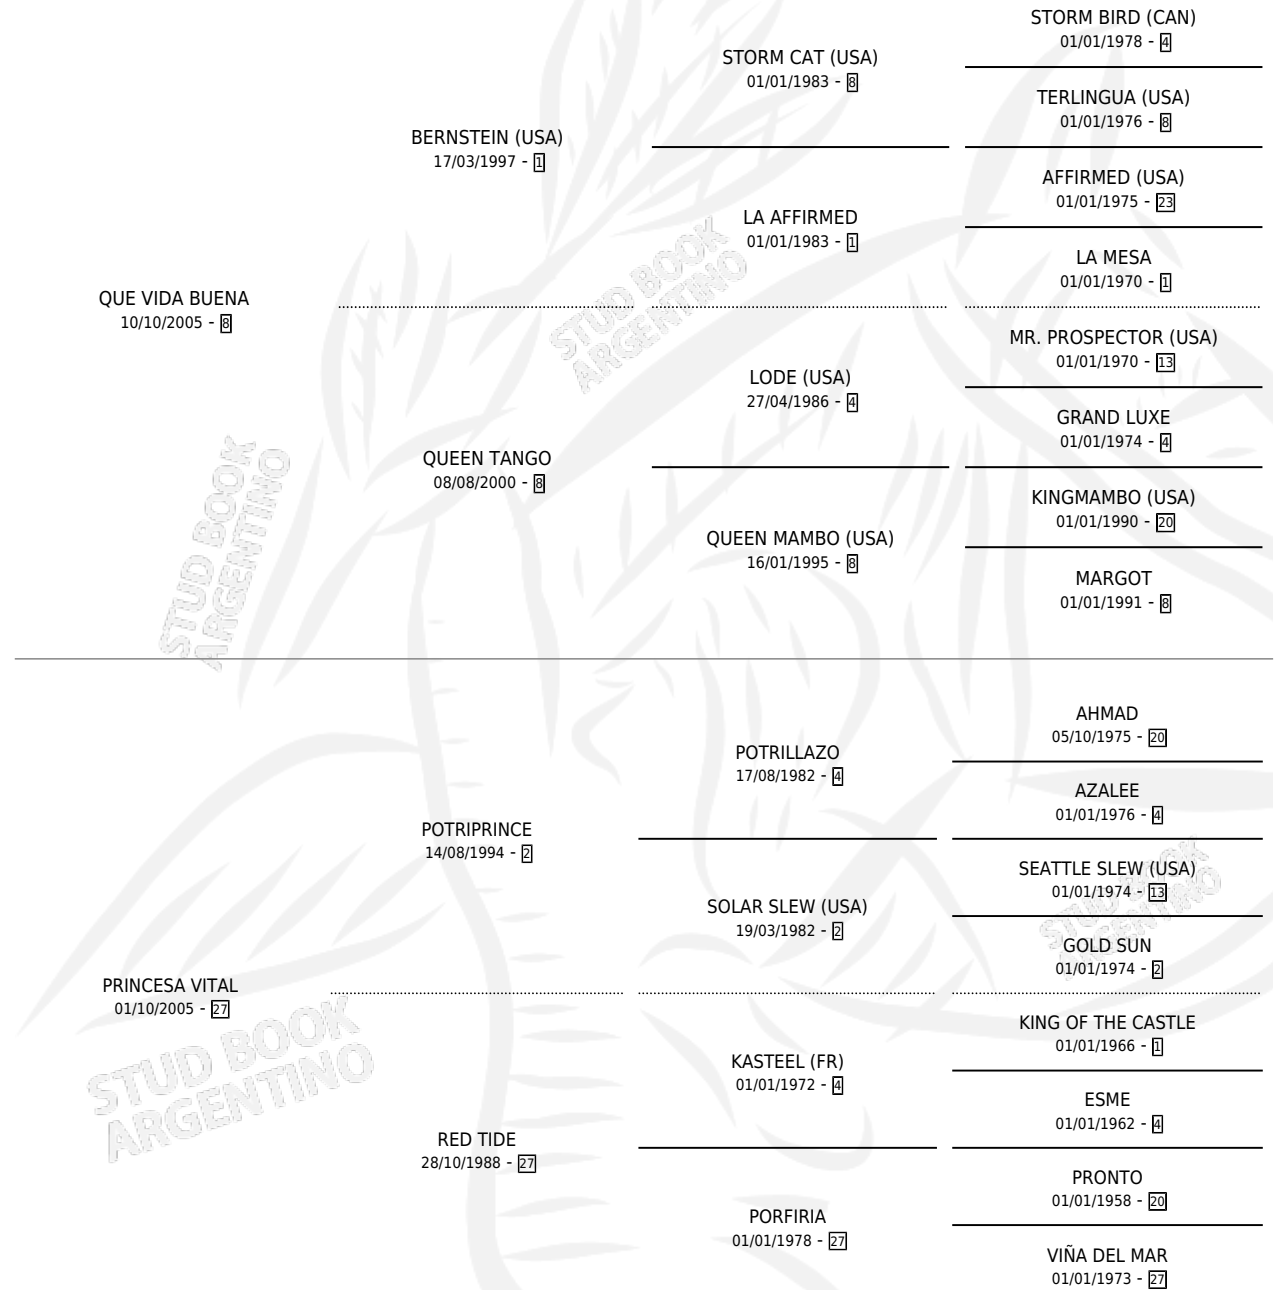 STORM BIRD (CAN)
01/01/1978 - 4
STORM CAT (USA)
01/01/1983 - 8
TERLINGUA (USA)
01/01/1976 - 8
BERNSTEIN (USA)
17/03/1997 - 1
AFFIRMED (USA)
01/01/1975 - 23
LA AFFIRMED
01/01/1983 - 1
LA MESA
01/01/1970 - 1
QUE VIDA BUENA
10/10/2005 - 8
MR. PROSPECTOR (USA)
01/01/1970 - 13
LODE (USA)
27/04/1986 - 4
GRAND LUXE
01/01/1974 - 4
QUEEN TANGO
08/08/2000 - 8
KINGMAMBO (USA)
01/01/1990 - 20
QUEEN MAMBO (USA)
16/01/1995 - 8
MARGOT
01/01/1991 - 8
AHMAD
05/10/1975 - 20
POTRILLAZO
17/08/1982 - 4
AZALEE
01/01/1976 - 4
POTRIPRINCE
14/08/1994 - 2
SEATTLE SLEW (USA)
01/01/1974 - 13
SOLAR SLEW (USA)
19/03/1982 - 2
GOLD SUN
01/01/1974 - 2
PRINCESA VITAL
01/10/2005 - 27
KING OF THE CASTLE
01/01/1966 - 1
KASTEEL (FR)
01/01/1972 - 4
ESME
01/01/1962 - 4
RED TIDE
28/10/1988 - 27
PRONTO
01/01/1958 - 20
PORFIRIA
01/01/1978 - 27
VIÑA DEL MAR
01/01/1973 - 27
STUD BOOK
ARGENTINO
STUD BOOK
ARGENTINO
STUD BOOK
ARGENTINO
STUD BOOK
ARGENTINO